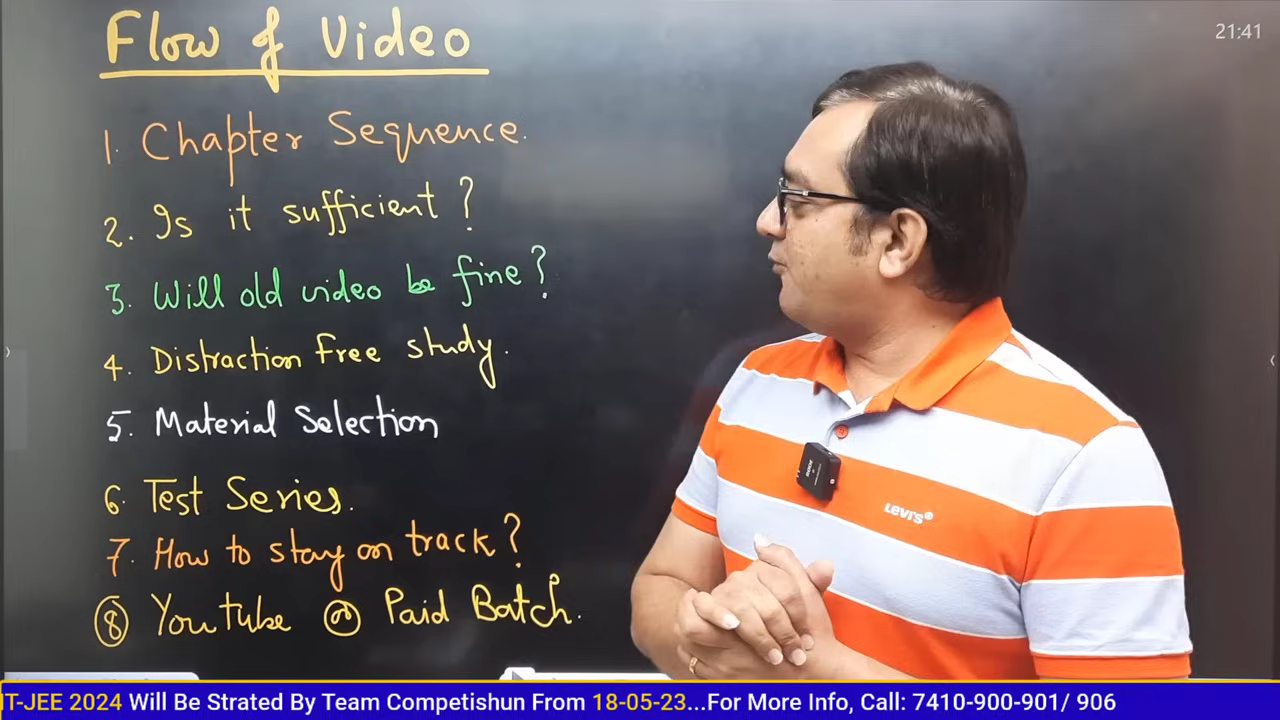 Flow of Video
21:41
1. Chapter Sequence.
2. Is it sufficient?
3. Will old video be fine?
4. Distraction free study.
5. Material Selection
6. Test Series.
7. How to stay on track?
8 YouTube or Paid Batch.
LEVI'S®
RODE
T-JEE 2024 Will Be Strated By Team Competishun From 18-05-23...For More Info, Call: 7410-900-901/ 906